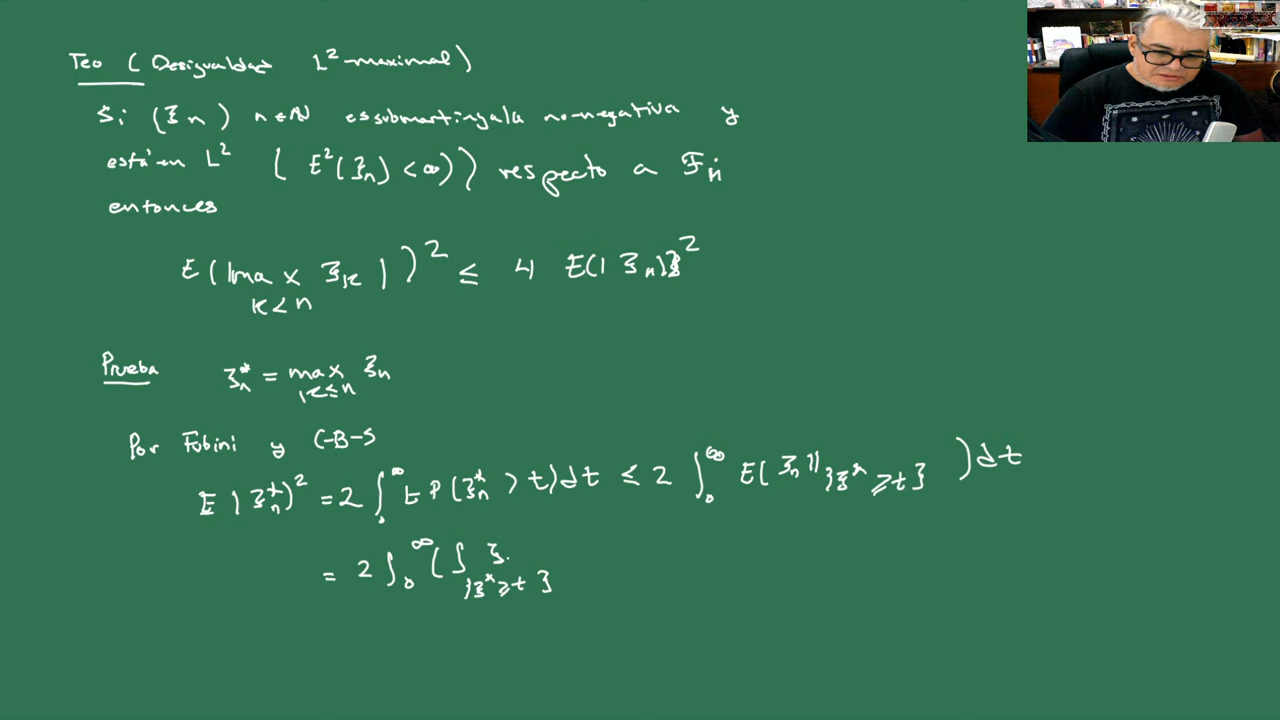 Teo (Desigualdad L²-maximal)
Si (ξn) n∈ℕ es submartingala no-negativa y
está en L² (E²(ξn) < ∞)) respecto a ℱn
entonces
E(|max ξk|)² ≤ 4 E(|ξn|)²
k<n
Prueba ξn* = max ξn
k≤n
Por Fubini y C-B-S
E|ξn*)² = 2 ∫₀^∞ t P(ξn* > t)dt ≤ 2 ∫₀^∞ E(ξn 1{ξ* ≥ t} )dt
= 2 ∫₀^∞ (∫ ξ
{ξ* ≥ t}